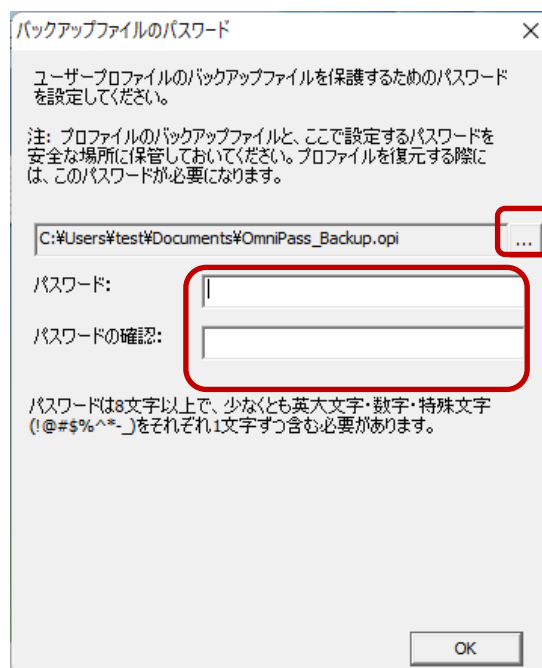 バックアップファイルのパスワード
ユーザープロファイルのバックアップファイルを保護するためのパスワード
を設定してください。
注: プロファイルのバックアップファイルと、ここで設定するパスワードを
安全な場所に保管しておいてください。プロファイルを復元する際に
は、このパスワードが必要になります。
C:¥Users¥test¥Documents¥OmniPass_Backup.opi
...
パスワード:
パスワードの確認:
パスワードは8文字以上で、少なくとも英大文字・数字・特殊文字
(!@#$%^*-_)をそれぞれ1文字ずつ含む必要があります。
OK